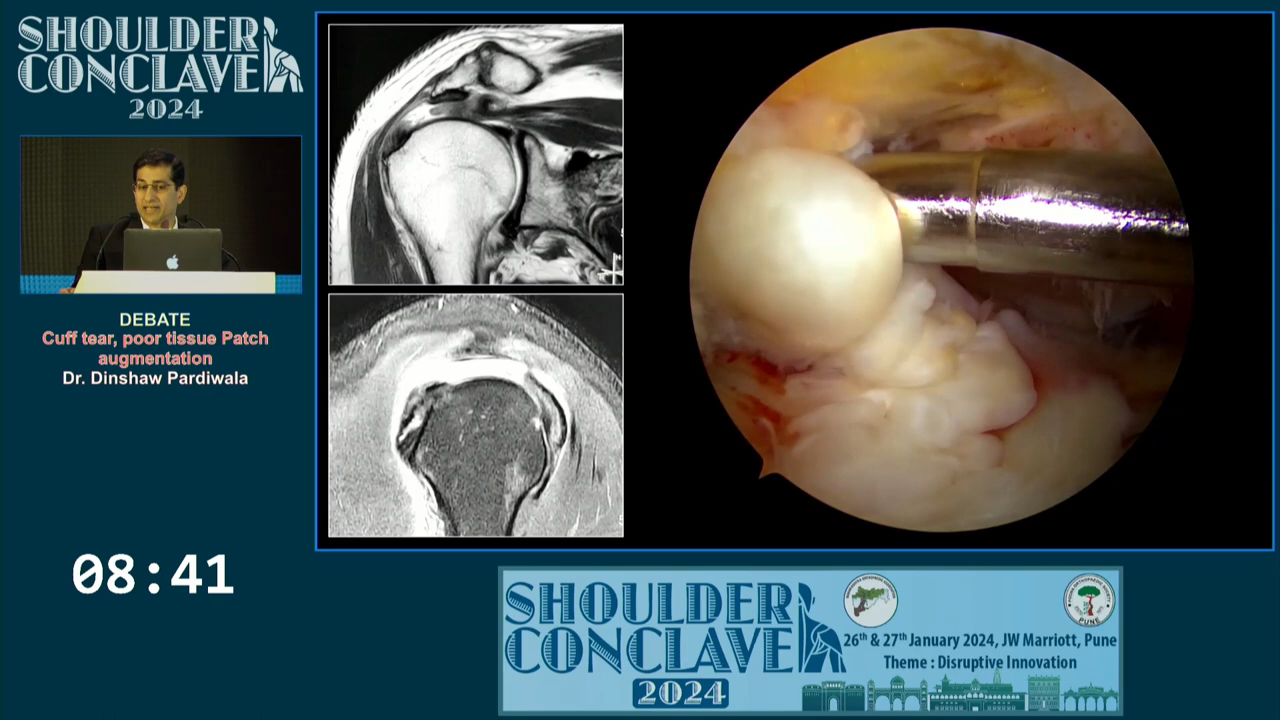 SHOULDER
CONCLAVE
2024
DEBATE
Cuff tear, poor tissue Patch
augmentation
Dr. Dinshaw Pardiwala
08:41
SHOULDER
CONCLAVE
2024
26th & 27th January 2024, JW Marriott, Pune
Theme : Disruptive Innovation
PUNE